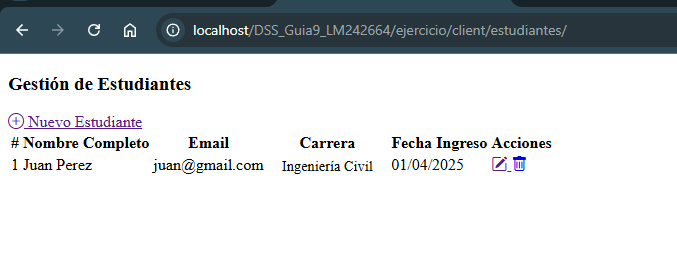 localhost/DSS_Guia9_LM242664/ejercicio/client/estudiantes/
Gestión de Estudiantes
Nuevo Estudiante
# Nombre Completo Email Carrera Fecha Ingreso Acciones
1 Juan Perez juan@gmail.com Ingeniería Civil 01/04/2025